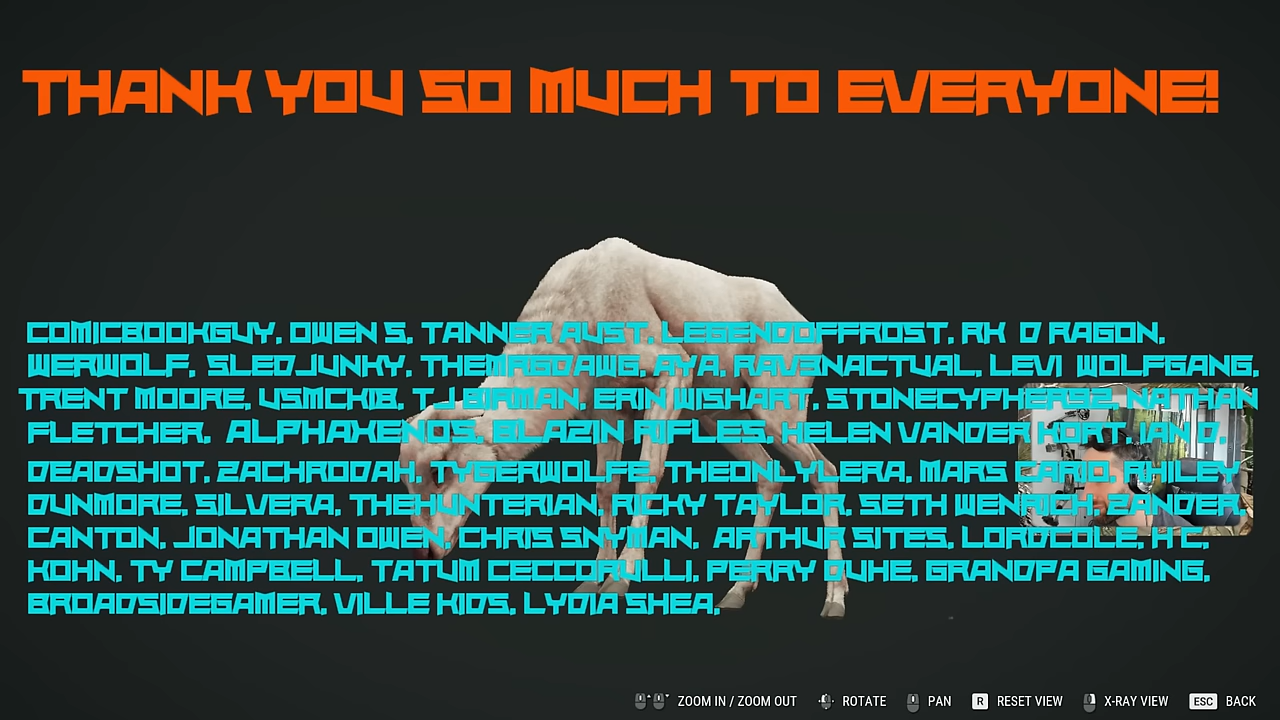 THANK YOU SO MUCH TO EVERYONE!
COMICBOOKGUY, OWEN S, TANNER AUST, LEGENDOFFROST, RK D RAGON,
WERWOLF, SLEDJUNKY, THEMAGDAWG, AYA, RAV3NACTUAL, LEVI WOLFGANG,
TRENT MOORE, USMCKIB, TJ BIRMAN, ERIN WISHART, STONECYPHER92, NATHAN
FLETCHER, ALPHAXENOS, BLAZIN RIFLES, HELEN VANDER KORT, IAN D,
DEADSHOT, ZACHRODAH, TYGERWOLFE, THEONLYLERA, MARS CARIO, RHILEY
DUNMORE, SILVERA, THEHUNTERIAN, RICKY TAYLOR, SETH WENRICH, ZANDER,
CANTON, JONATHAN OWEN, CHRIS SNYMAN, ARTHUR SITES, LORDCOLE, H C,
KOHN, TY CAMPBELL, TATUM CECCORULLI, PERRY DUKE, GRANDPA GAMING,
BROADSIDEGAMER, VILLE KIDS, LYDIA SHEA,
ZOOM IN / ZOOM OUT ROTATE PAN R RESET VIEW X-RAY VIEW ESC BACK